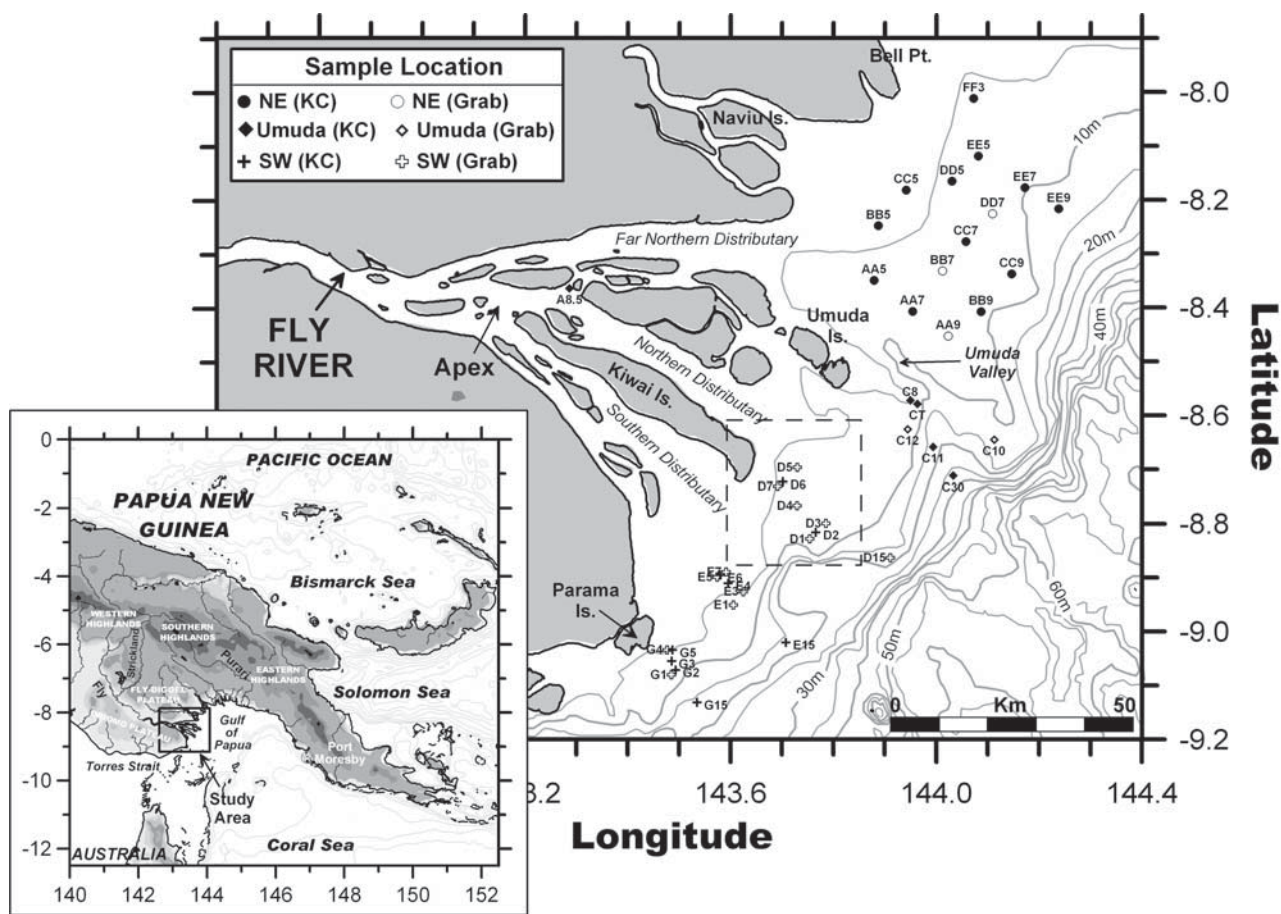 Sample Location
NE (KC)
NE (Grab)
Umuda (KC)
Umuda (Grab)
SW (KC)
SW (Grab)
Bell Pt.
Naviu Is.
Far Northern Distributary
FLY
RIVER
Apex
A8.5
Umuda
Is.
Northern Distributary
Kiwai Is.
Southern Distributary
Umuda
Valley
Parama
Is.
FF3
EE5
DD5
CC5
EE7
EE9
DD7
BB5
CC7
BB7
CC9
AA5
AA7
BB9
AA9
C8
CT
C12
C11
C10
C30
D5
D7
D6
D4
D3
D1
D2
D15
E5
E6
E4
E3
E1
E15
G4
G5
G3
G1
G2
G15
10m
20m
40m
60m
50m
30m
0
Km
50
-8.0
-8.2
-8.4
-8.6
-8.8
-9.0
-9.2
Latitude
143.6
144.0
144.4
Longitude
PACIFIC OCEAN
PAPUA NEW
GUINEA
Bismarck Sea
WESTERN
HIGHLANDS
SOUTHERN
HIGHLANDS
Strickland
Purari
EASTERN
HIGHLANDS
Fly
FLY-DIGOEL
PLATEAU
Solomon Sea
Gulf
of
Papua
Port
Moresby
Torres Strait
Study
Area
AUSTRALIA
Coral Sea
0
-2
-4
-6
-8
-10
-12
140
142
144
146
148
150
152